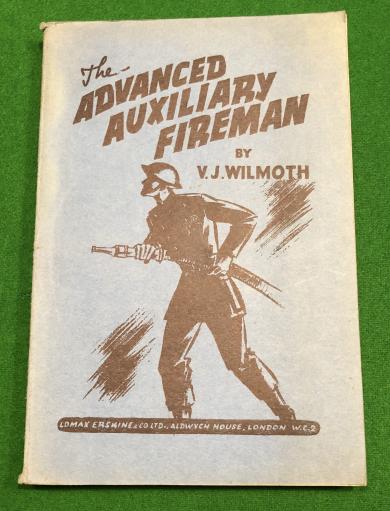 The
ADVANCED
AUXILIARY
FIREMAN
BY
V.J. WILMOTH
LOMAX ERSKINE & CO LTD., ALDWYCH HOUSE, LONDON W.C-2